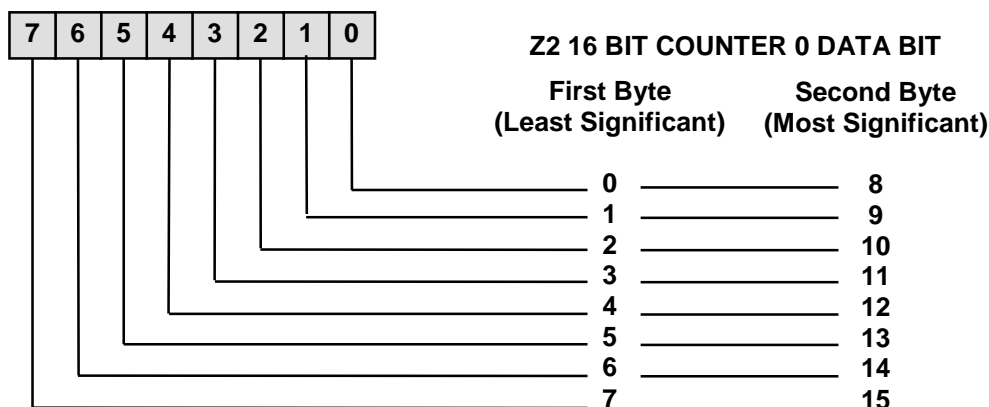 7 6 5 4 3 2 1 0
Z2 16 BIT COUNTER 0 DATA BIT
First Byte Second Byte
(Least Significant) (Most Significant)
0 8
1 9
2 10
3 11
4 12
5 13
6 14
7 15